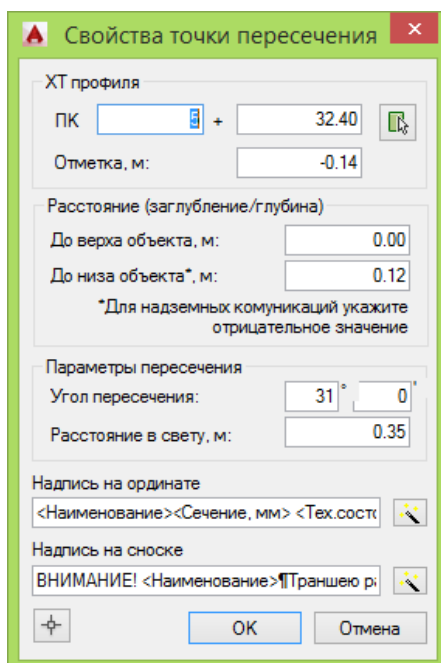 Свойства точки пересечения
ХТ профиля
ПК 5 + 32.40
Отметка, м: -0.14
Расстояние (заглубление/глубина)
До верха объекта, м: 0.00
До низа объекта*, м: 0.12
*Для надземных комуникаций укажите
отрицательное значение
Параметры пересечения
Угол пересечения: 31 ° 0 '
Расстояние в свету, м: 0.35
Надпись на ординате
<Наименование><Сечение, мм> <Тех.состо
Надпись на сноске
ВНИМАНИЕ! <Наименование>¶Траншею ра
OK Отмена